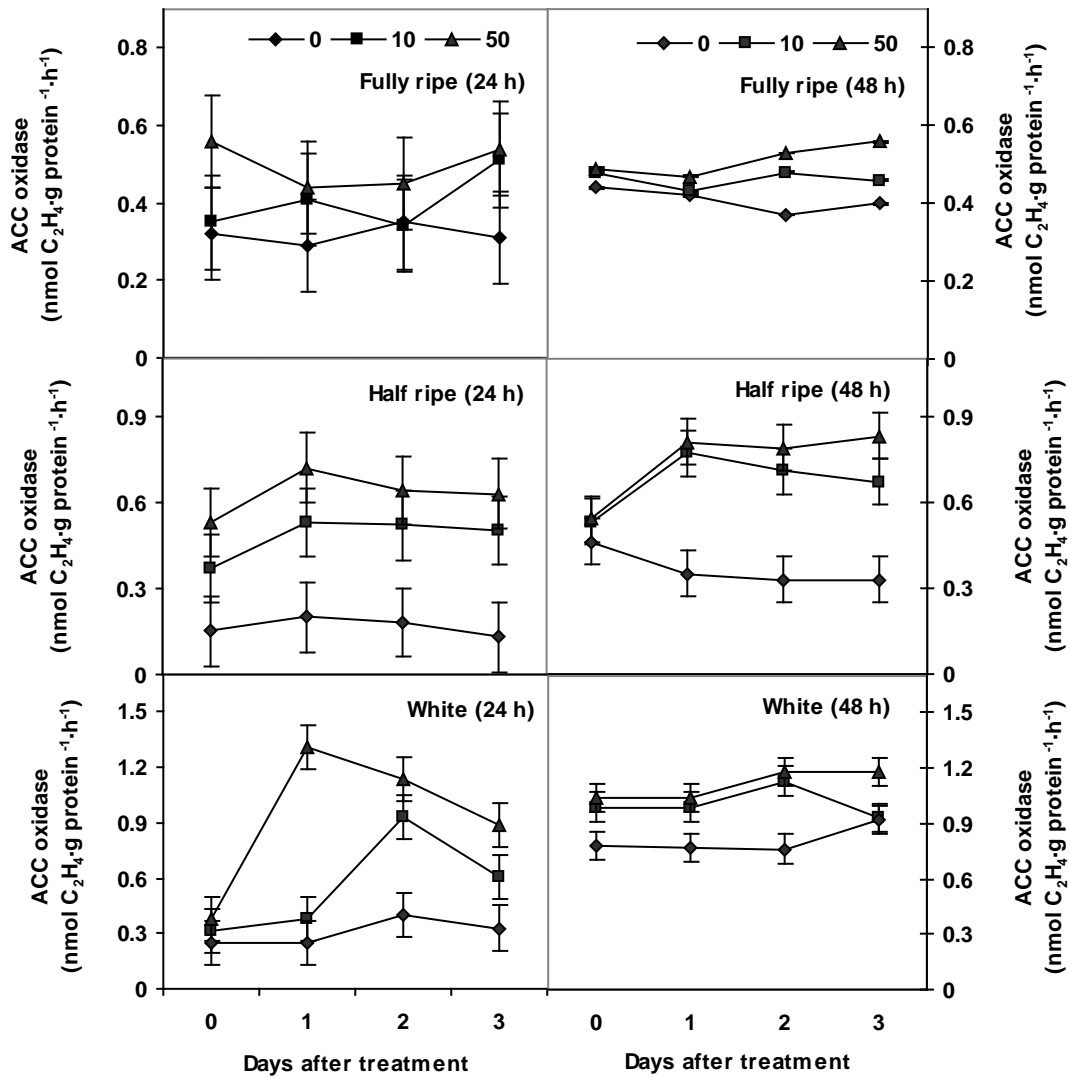 0 10 50
Fully ripe (24 h)
0.8
0.6
0.4
0.2
0
ACC oxidase
(nmol C₂H₄·g protein⁻¹·h⁻¹)
0 10 50
Fully ripe (48 h)
0.8
0.6
0.4
0.2
0
ACC oxidase
(nmol C₂H₄·g protein⁻¹·h⁻¹)
Half ripe (24 h)
0.9
0.6
0.3
0
ACC oxidase
(nmol C₂H₄·g protein⁻¹·h⁻¹)
Half ripe (48 h)
0.9
0.6
0.3
0
ACC oxidase
(nmol C₂H₄·g protein⁻¹·h⁻¹)
White (24 h)
1.5
1.2
0.9
0.6
0.3
0
ACC oxidase
(nmol C₂H₄·g protein⁻¹·h⁻¹)
White (48 h)
1.5
1.2
0.9
0.6
0.3
0
ACC oxidase
(nmol C₂H₄·g protein⁻¹·h⁻¹)
0 1 2 3
Days after treatment
0 1 2 3
Days after treatment